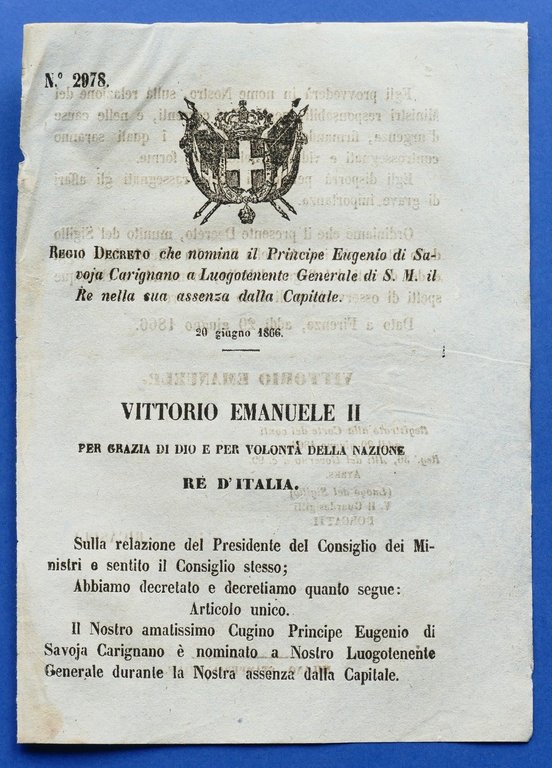 N.° 2978.
REGIO DECRETO che nomina il Principe Eugenio di Sa-
voja Carignano a Luogotenente Generale di S. M. il
Re nella sua assenza dalla Capitale.
20 giugno 1866.
VITTORIO EMANUELE II
PER GRAZIA DI DIO E PER VOLONTÀ DELLA NAZIONE
RE D'ITALIA.
Sulla relazione del Presidente del Consiglio dei Mi-
nistri e sentito il Consiglio stesso;
Abbiamo decretato e decretiamo quanto segue:
Articolo unico.
Il Nostro amatissimo Cugino Principe Eugenio di
Savoja Carignano è nominato a Nostro Luogotenente
Generale durante la Nostra assenza dalla Capitale.